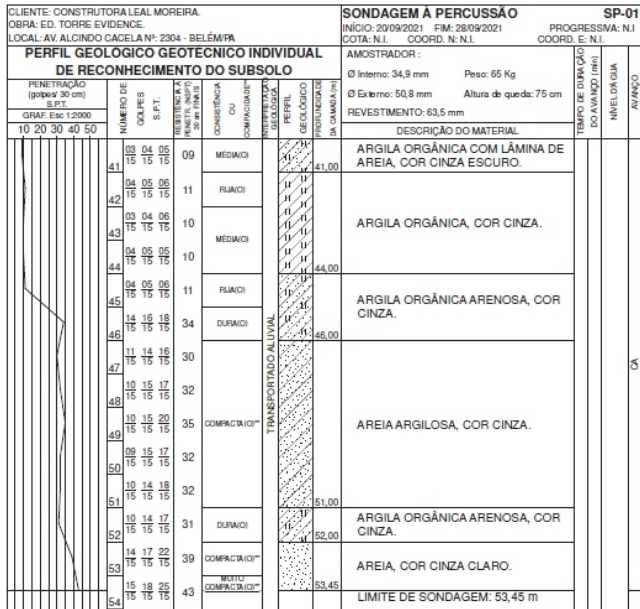 CLIENTE: CONSTRUTORA LEAL MOREIRA.
OBRA: ED. TORRE EVIDENCE.
LOCAL: AV. ALCINDO CACELA Nº: 2304 - BELÉM/PA
SONDAGEM À PERCUSSÃO SP-01
INÍCIO: 20/09/2021 FIM: 28/09/2021 PROGRESSIVA: N.I
COTA: N.I. COORD. N: N.I. COORD. E: N.I.
PERFIL GEOLÓGICO GEOTÉCNICO INDIVIDUAL
DE RECONHECIMENTO DO SUBSOLO
AMOSTRADOR :
Ø Interno: 34,9 mm Peso: 65 Kg
Ø Externo: 50,8 mm Altura de queda: 75 cm
REVESTIMENTO: 63,5 mm
DESCRIÇÃO DO MATERIAL
PENETRAÇÃO
(golpes/ 30 cm)
S.P.T.
GRAF. Esc 1:2000
10 20 30 40 50
NÚMERO DE
GOLPES
S.P.T.
RESISTÊNCIA À
PENETR. (NSPT)
30 cm FINAIS
CONSISTÊNCIA
OU
COMPACIDADE**
INTERPRETAÇÃO
GEOLÓGICA
PERFIL
GEOLÓGICO
PROFUNDIDADE
DA CAMADA (m)
TEMPO DE DURAÇÃO
DO AVANÇO (min)
NÍVEL D'ÁGUA
AVANÇO
TRANSPORTADO ALUVIAL
CA
03 04 05
15 15 15
41 09 MÉDIA(O) 41,00
ARGILA ORGÂNICA COM LÂMINA DE
AREIA, COR CINZA ESCURO.
04 05 06
15 15 15
42 11 RIJA(O)
03 04 06
15 15 15
43 10 MÉDIA(O)
ARGILA ORGÂNICA, COR CINZA.
04 05 05
15 15 15
44 10 44,00
04 05 06
15 15 15
45 11 RIJA(O)
ARGILA ORGÂNICA ARENOSA, COR
CINZA.
14 16 18
15 15 15
46 34 DURA(O) 46,00
11 14 16
15 15 15
47 30
10 15 17
15 15 15
48 32
10 15 20
15 15 15
49 35 COMPACTA(O)**
AREIA ARGILOSA, COR CINZA.
09 15 17
15 15 15
50 32
10 14 18
15 15 15
51 32 51,00
10 14 17
15 15 15
52 31 DURA(O) 52,00
ARGILA ORGÂNICA ARENOSA, COR
CINZA.
14 17 22
15 15 15
53 39 COMPACTA(O)**
AREIA, COR CINZA CLARO.
15 18 25
15 15 15
54 43 MUITO
COMPACTA(O)** 53,45
LIMITE DE SONDAGEM: 53,45 m